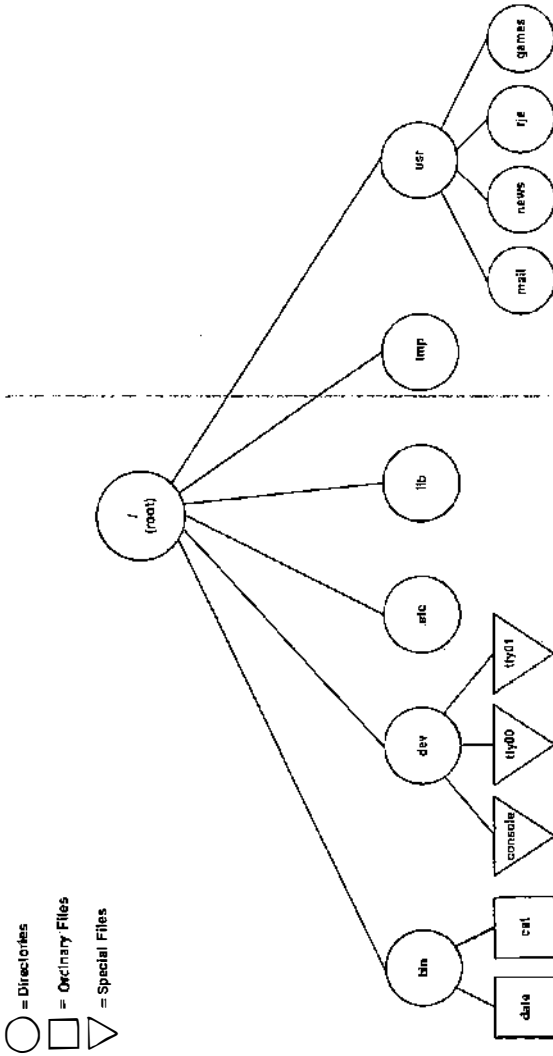 /
(root)
bin
dev
etc
lib
tmp
usr
date
cat
console
tty00
tty01
mail
news
rje
games
= Directories
= Ordinary Files
= Special Files